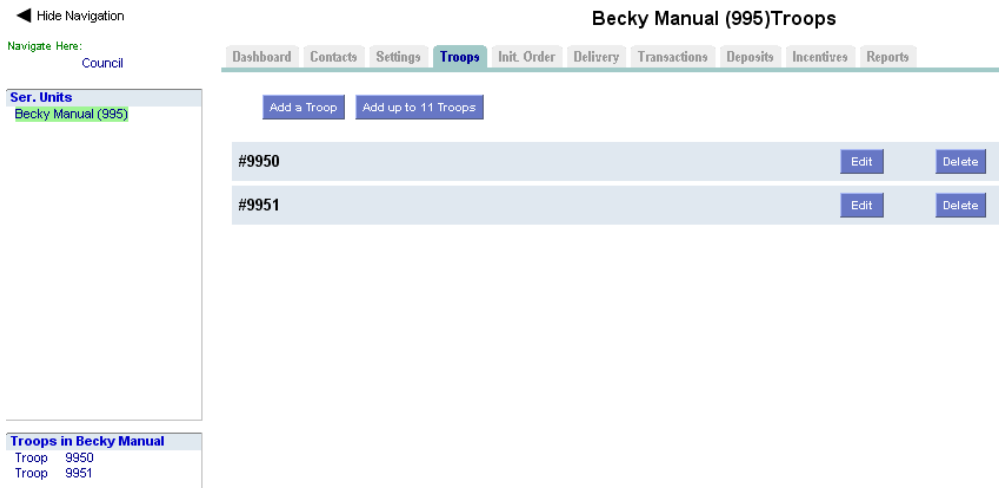 Hide Navigation
Becky Manual (995)Troops
Navigate Here:
Council
Dashboard Contacts Settings Troops Init. Order Delivery Transactions Deposits Incentives Reports
Ser. Units
Becky Manual (995)
Add a Troop Add up to 11 Troops
#9950 Edit Delete
#9951 Edit Delete
Troops in Becky Manual
Troop 9950
Troop 9951